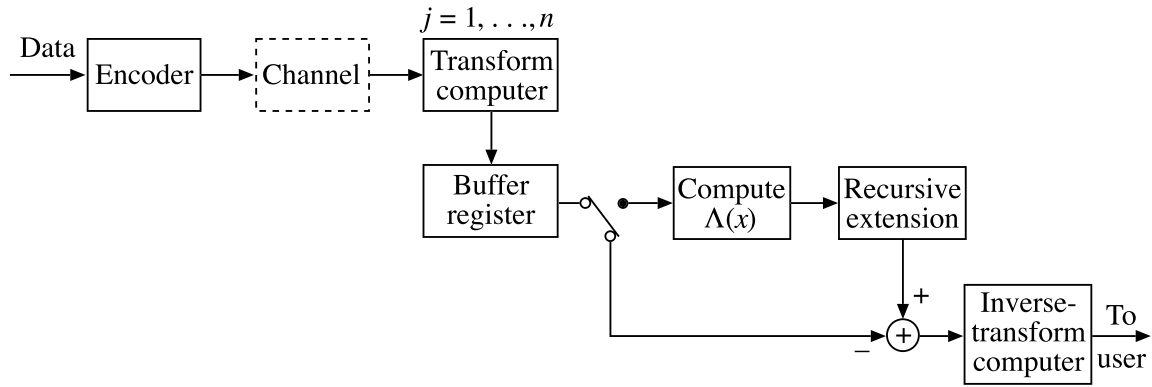 j = 1, . . ., n
Data
Encoder
Channel
Transform
computer
Buffer
register
Compute
Λ(x)
Recursive
extension
+
+
−
Inverse-
transform
computer
To
user